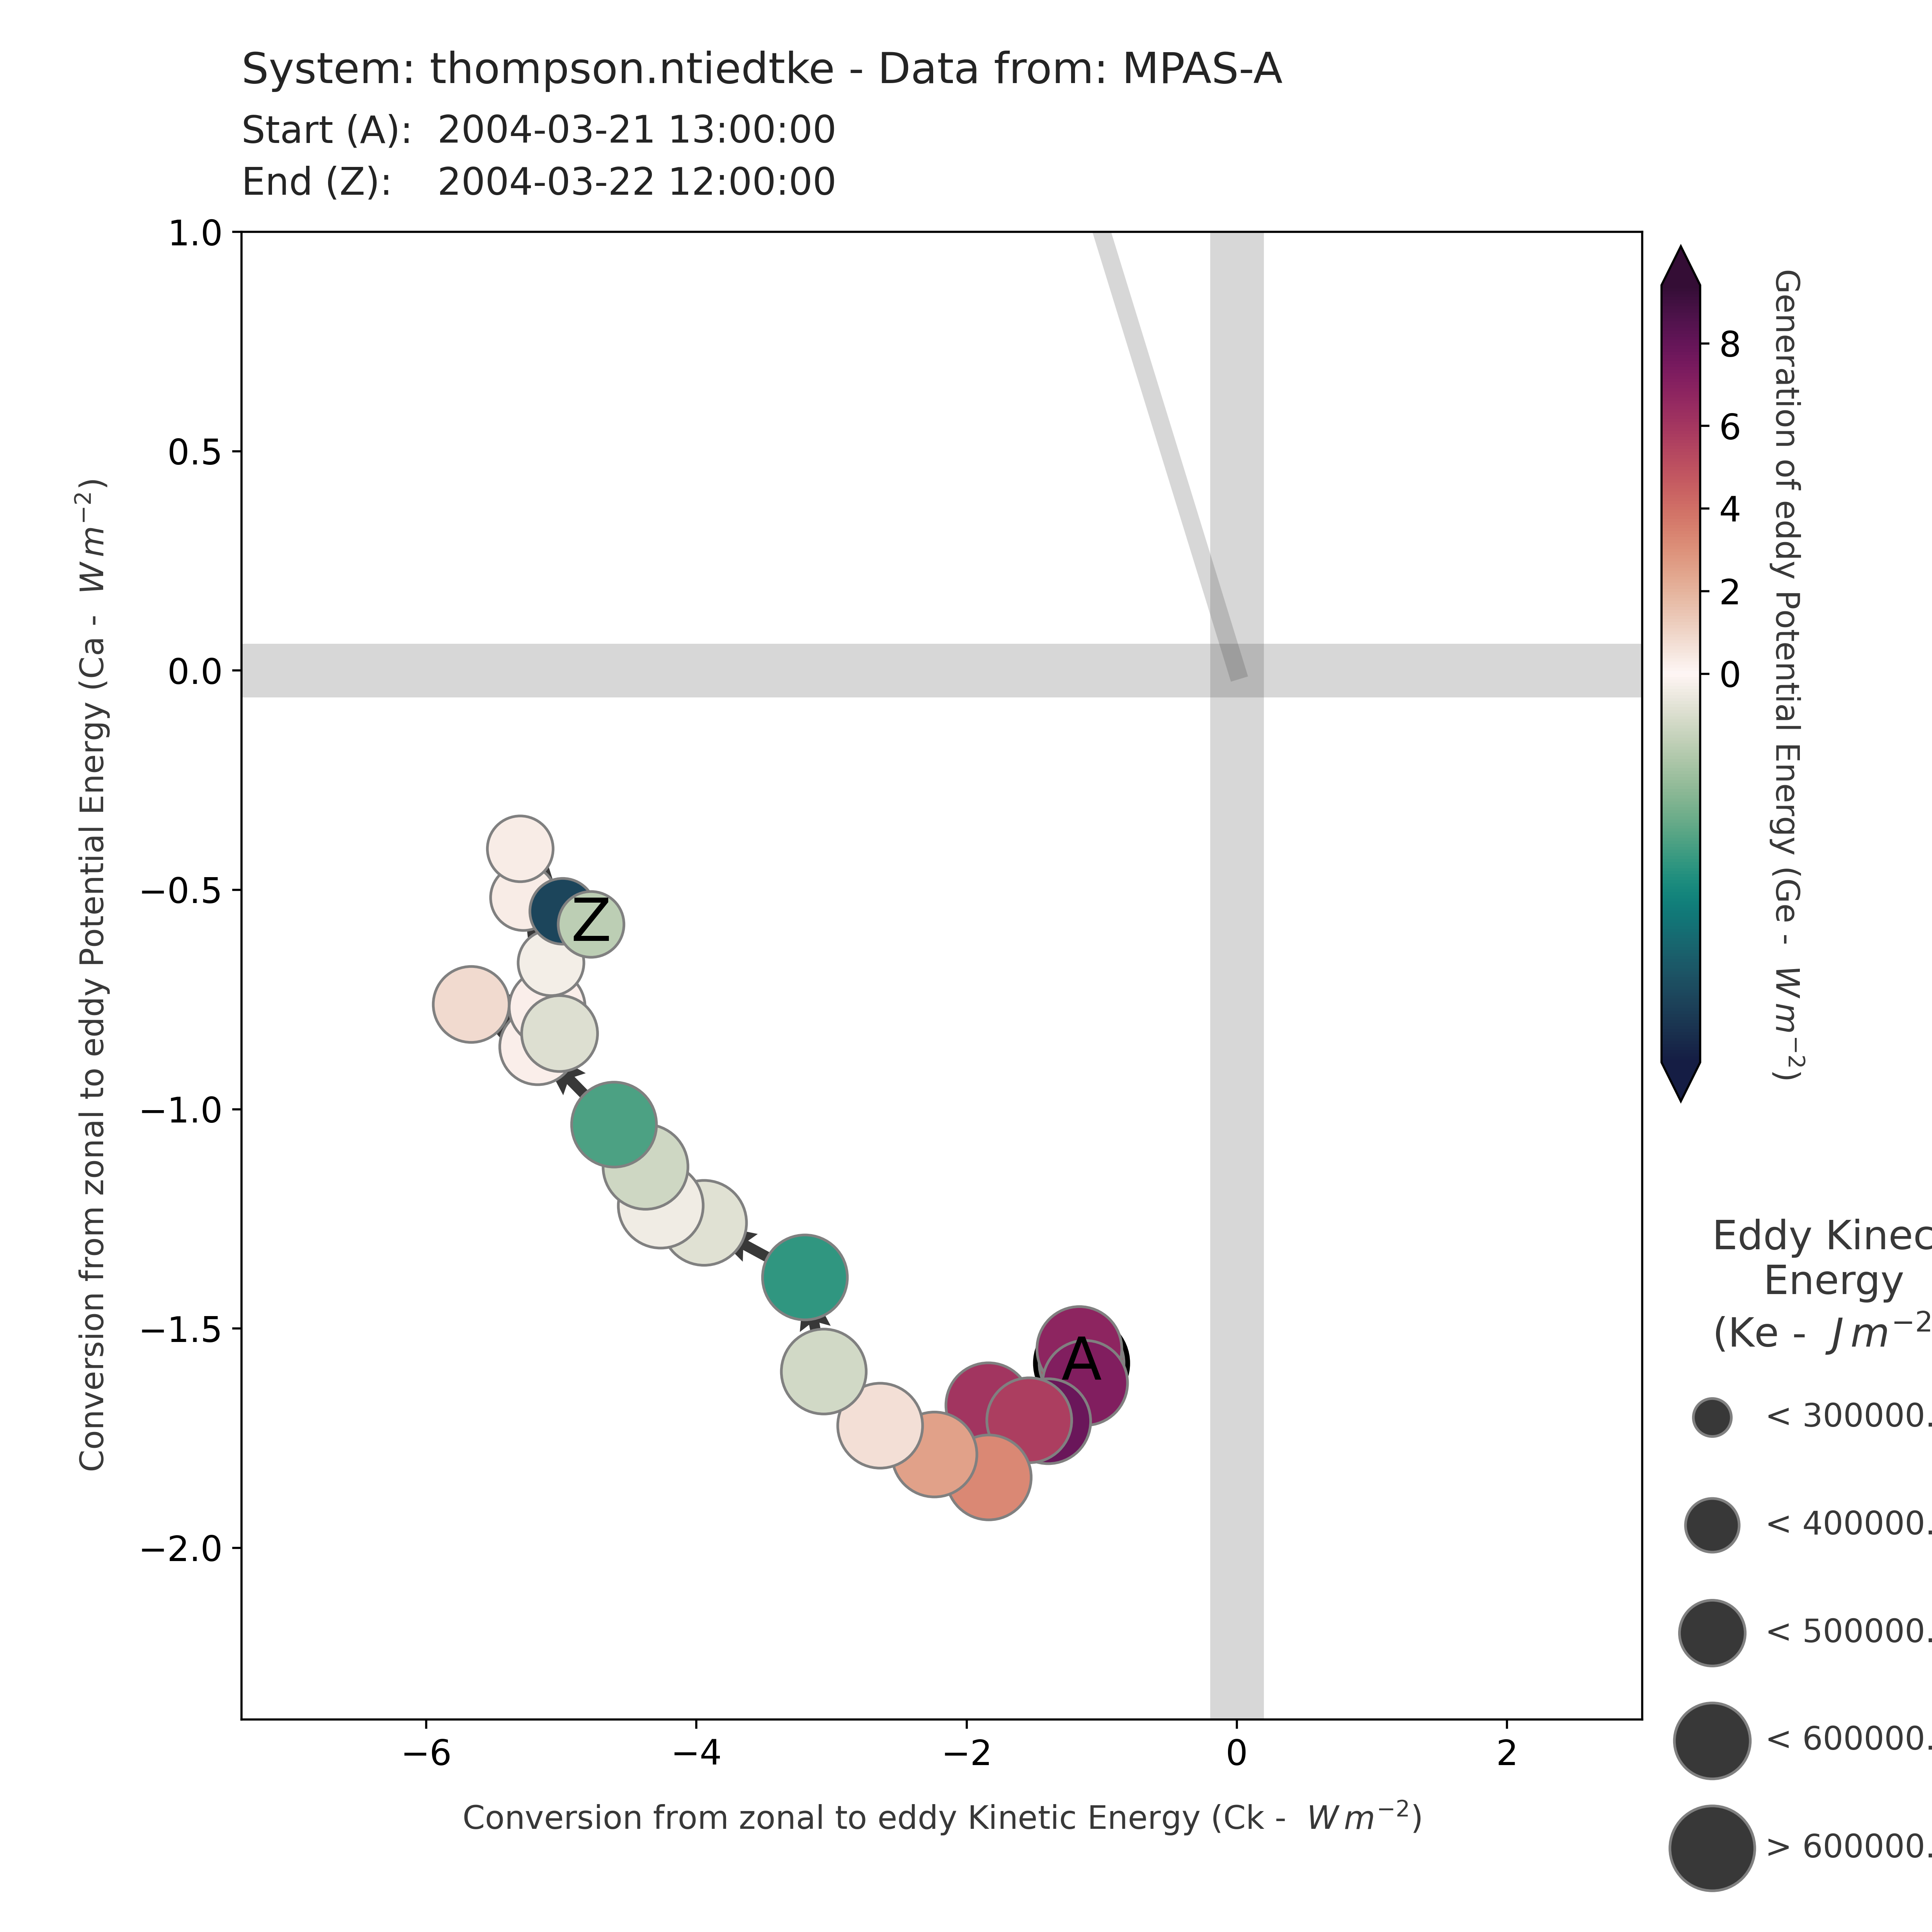 System: thompson.ntiedtke - Data from: MPAS-A
Start (A): 2004-03-21 13:00:00
End (Z): 2004-03-22 12:00:00
1.0
0.5
0.0
−0.5
−1.0
−1.5
−2.0
Conversion from zonal to eddy Potential Energy (Ca - W m⁻²)
A
Z
−6
−4
−2
0
2
Conversion from zonal to eddy Kinetic Energy (Ck - W m⁻²)
8
6
4
2
0
Generation of eddy Potential Energy (Ge - W m⁻²)
Eddy Kinec
Energy
(Ke - J m⁻²
< 300000.
< 400000.
< 500000.
< 600000.
> 600000.